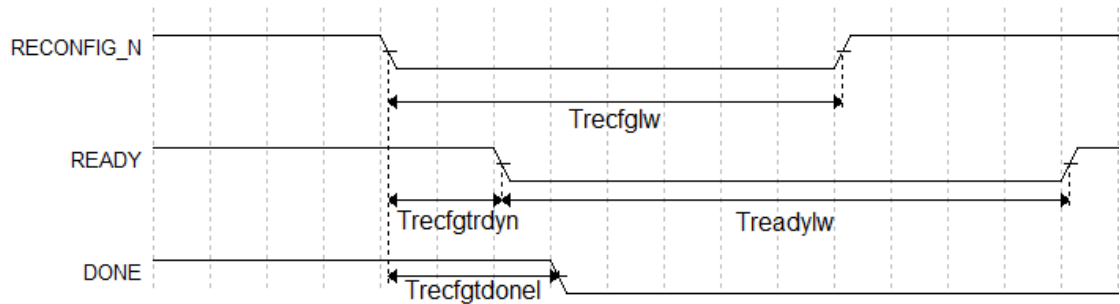 RECONFIG_N
Trecfglw
READY
Trecfgtrdyn
Treadylw
DONE
Trecfgtdonel